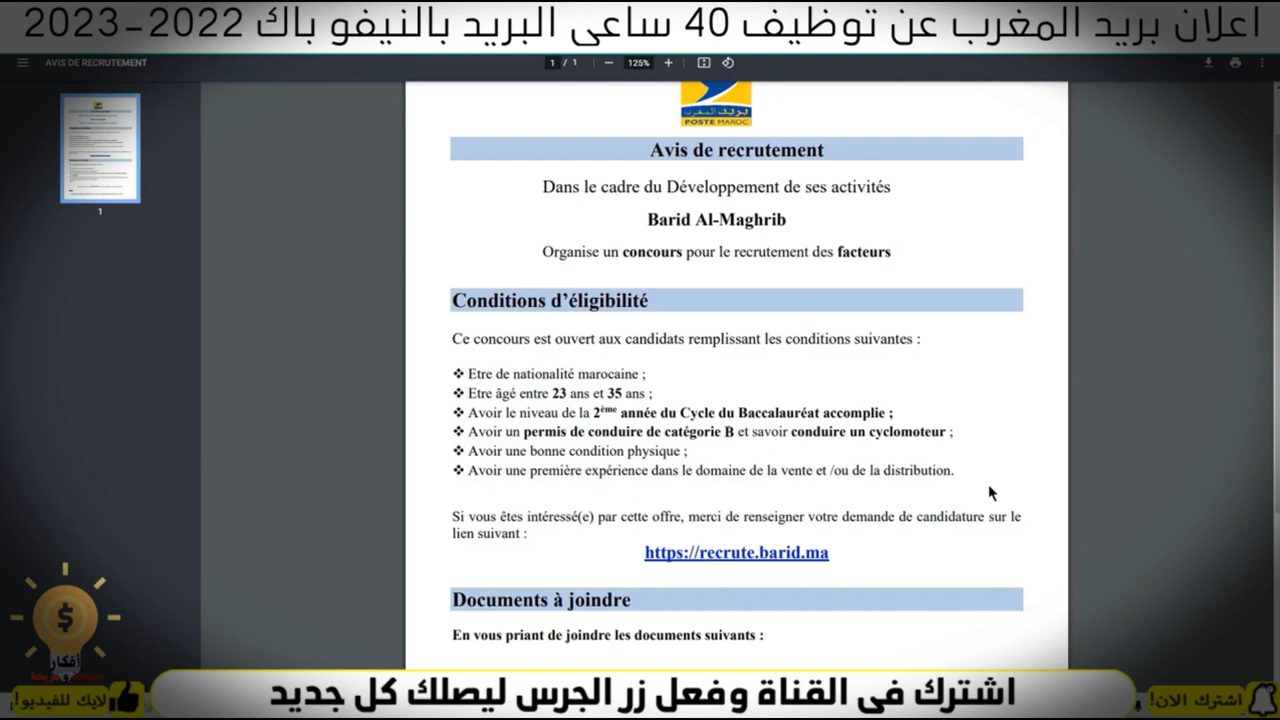 اعلان بريد المغرب عن توظيف 40 ساعى البريد بالنيفو باك 2022-2023
AVIS DE RECRUTEMENT
1 / 1
125%
بريد المغرب
POSTE MAROC
Avis de recrutement
Dans le cadre du Développement de ses activités
Barid Al-Maghrib
Organise un concours pour le recrutement des facteurs
Conditions d’éligibilité
Ce concours est ouvert aux candidats remplissant les conditions suivantes :
❖ Etre de nationalité marocaine ;
❖ Etre âgé entre 23 ans et 35 ans ;
❖ Avoir le niveau de la 2ème année du Cycle du Baccalauréat accomplie ;
❖ Avoir un permis de conduire de catégorie B et savoir conduire un cyclomoteur ;
❖ Avoir une bonne condition physique ;
❖ Avoir une première expérience dans le domaine de la vente et /ou de la distribution.
Si vous êtes intéressé(e) par cette offre, merci de renseigner votre demande de candidature sur le
lien suivant :
https://recrute.barid.ma
Documents à joindre
En vous priant de joindre les documents suivants :
1
$
أفكار
اشترك فى القناة وفعل زر الجرس ليصلك كل جديد
لايك للفيديو!
اشترك الان!